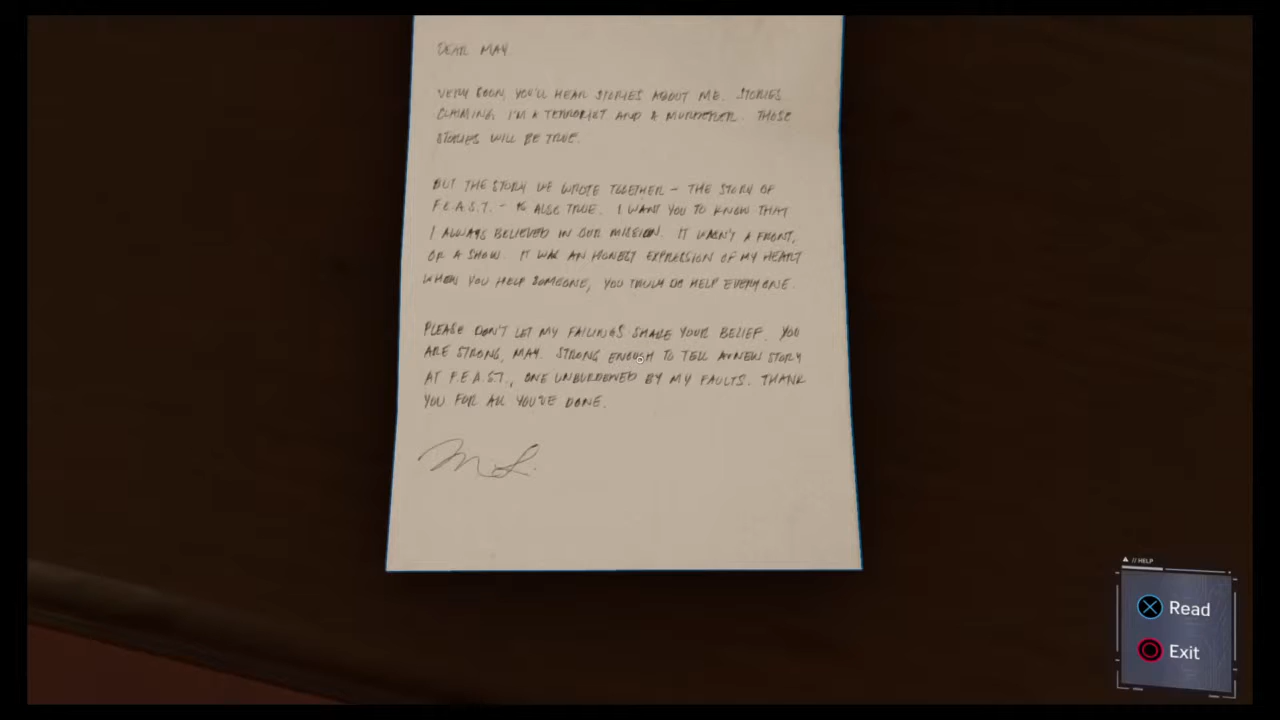 DEAR MAY
VERY SOON, YOU'LL HEAR STORIES ABOUT ME. STORIES
CLAIMING I'M A TERRORIST AND A MURDERER. THOSE
STORIES WILL BE TRUE.
BUT THE STORY WE WROTE TOGETHER - THE STORY OF
F.E.A.S.T. - IS ALSO TRUE. I WANT YOU TO KNOW THAT
I ALWAYS BELIEVED IN OUR MISSION. IT WASN'T A FRONT,
OR A SHOW. IT WAS AN HONEST EXPRESSION OF MY HEART
WHEN YOU HELP SOMEONE, YOU TRULY DO HELP EVERYONE.
PLEASE DON'T LET MY FAILINGS SHAKE YOUR BELIEF. YOU
ARE STRONG, MAY. STRONG ENOUGH TO TELL A NEW STORY
AT F.E.A.S.T., ONE UNBURDENED BY MY FAULTS. THANK
YOU FOR ALL YOU'VE DONE.
M L.
// HELP
Read
Exit